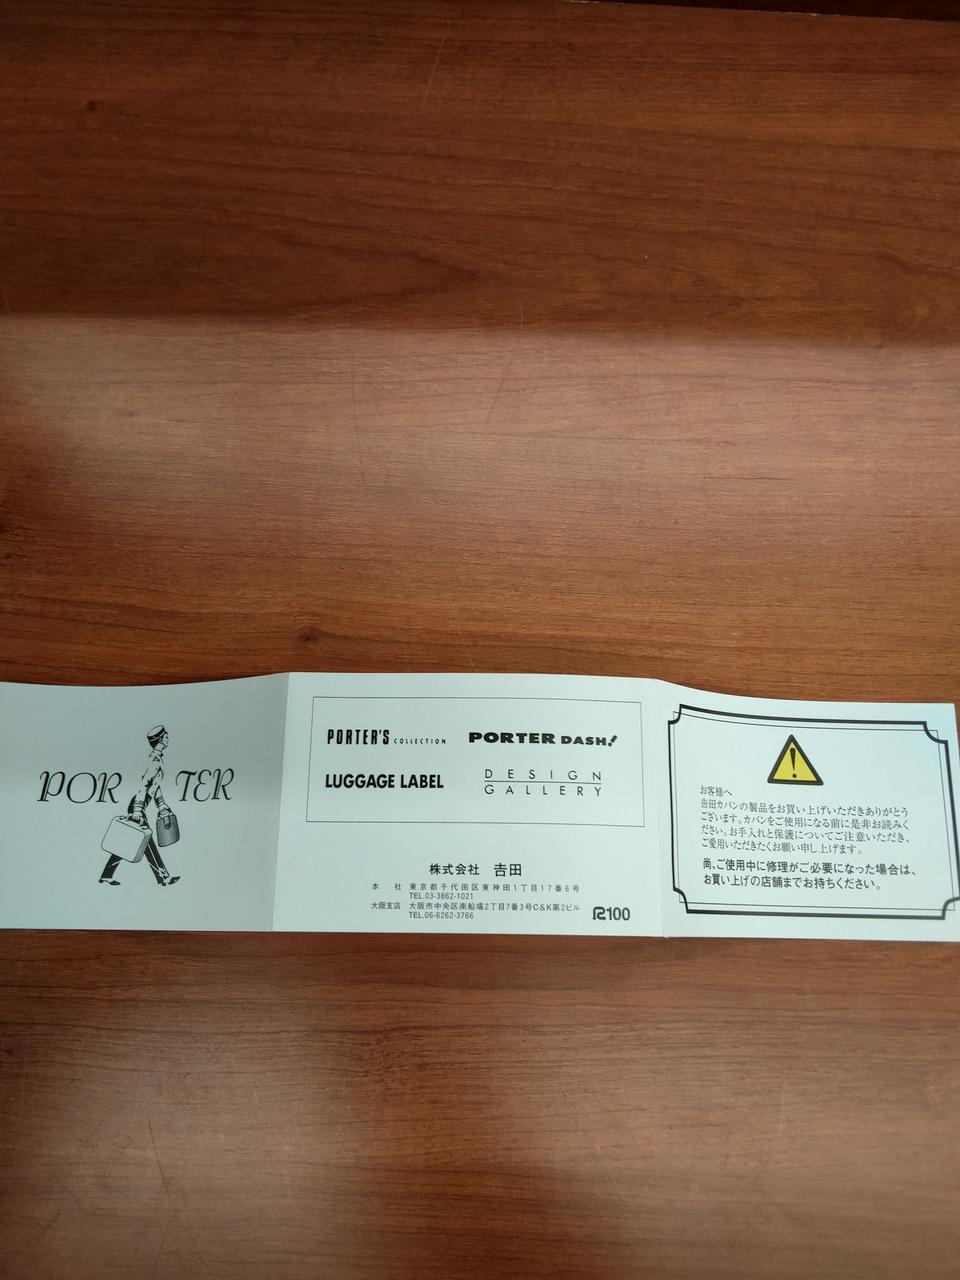 PORTER
PORTER'S COLLECTION
PORTER DASH!
LUGGAGE LABEL
DESIGN
GALLERY
株式会社 𠮷田
本 社 東京都千代田区東神田1丁目17番6号
TEL.03-3862-1021
大阪支店 大阪市中央区南船場2丁目7番3号C&K第2ビル
TEL.06-6262-3766
R100
お客様へ
𠮷田カバンの製品をお買い上げいただきありがとう
ございます。カバンをご使用になる前に是非お読みく
ださい。お手入れと保護についてご注意いただき、
ご愛用いただきたくお願い申し上げます。
尚、ご使用中に修理がご必要になった場合は、
お買い上げの店舗までお持ちください。